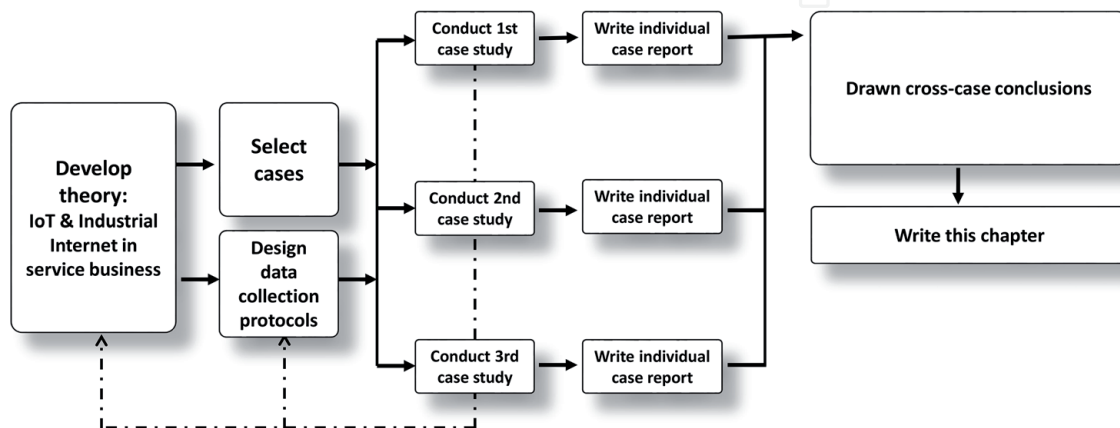 Develop
theory:
IoT & Industrial
Internet in
service business
Select
cases
Design
data
collection
protocols
Conduct 1st
case study
Write individual
case report
Conduct 2nd
case study
Write individual
case report
Conduct 3rd
case study
Write individual
case report
Drawn cross-case conclusions
Write this chapter